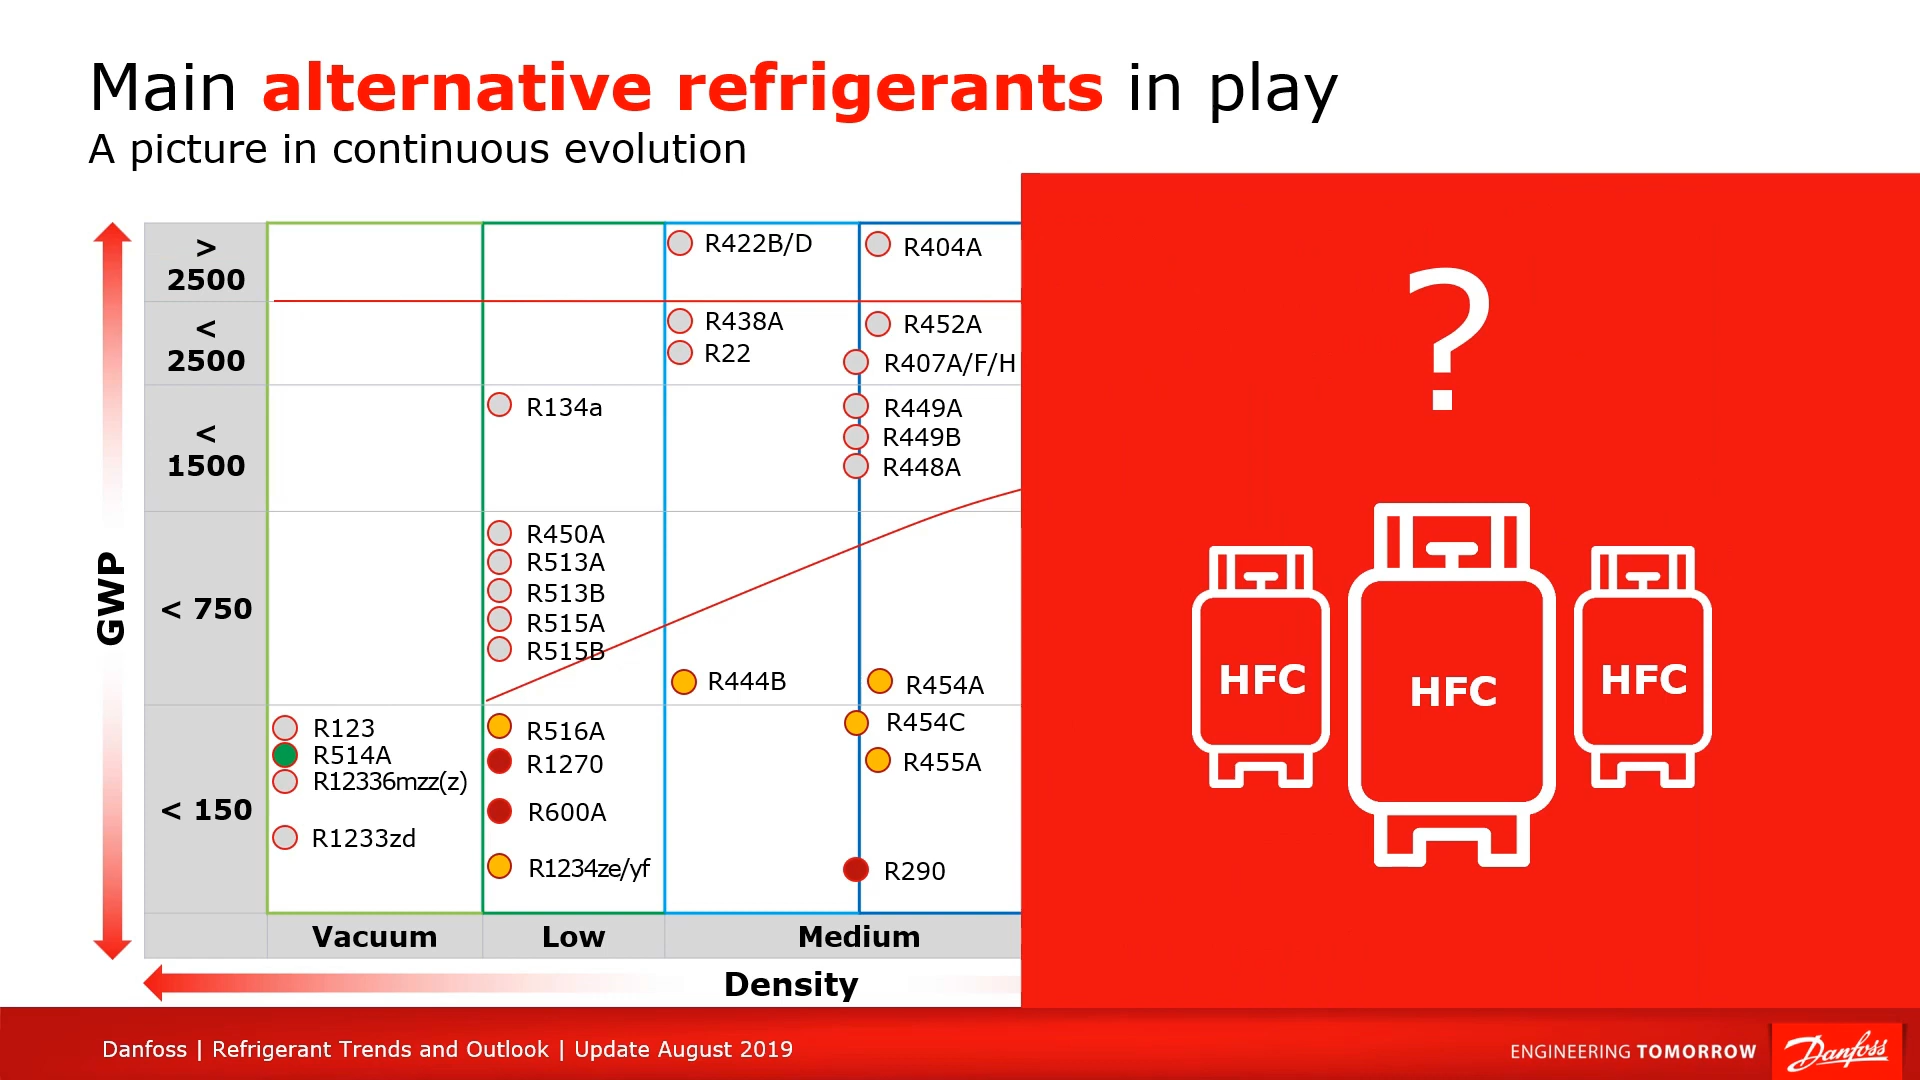 Main alternative refrigerants in play
A picture in continuous evolution
GWP
>
2500
R422B/D
R404A
<
2500
R438A
R22
R452A
R407A/F/H
<
1500
R134a
R449A
R449B
R448A
< 750
R450A
R513A
R513B
R515A
R515B
R444B
R454A
< 150
R123
R514A
R12336mzz(z)
R1233zd
R516A
R1270
R600A
R1234ze/yf
R454C
R455A
R290
Vacuum
Low
Medium
Density
?
HFC
HFC
HFC
Danfoss | Refrigerant Trends and Outlook | Update August 2019
ENGINEERING TOMORROW
Danfoss